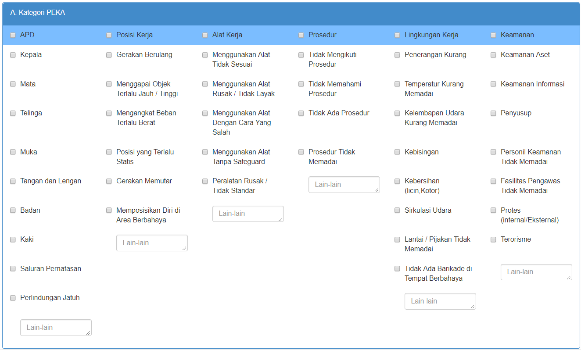 A. Kategori PEKA
APD
Posisi Kerja
Alat Kerja
Prosedur
Lingkungan Kerja
Keamanan
Kepala
Gerakan Berulang
Menggunakan Alat
Tidak Sesuai
Tidak Mengikuti
Prosedur
Penerangan Kurang
Keamanan Aset
Mata
Menggapai Objek
Terlalu Jauh / Tinggi
Menggunakan Alat
Rusak / Tidak Layak
Tidak Memahami
Prosedur
Temperatur Kurang
Memadai
Keamanan Informasi
Telinga
Mengangkat Beban
Terlalu Berat
Menggunakan Alat
Dengan Cara Yang
Salah
Tidak Ada Prosedur
Kelembapan Udara
Kurang Memadai
Penyusup
Muka
Posisi yang Terlalu
Statis
Menggunakan Alat
Tanpa Safeguard
Prosedur Tidak
Memadai
Kebisingan
Personil Keamanan
Tidak Memadai
Tangan dan Lengan
Gerakan Memutar
Peralatan Rusak /
Tidak Standar
Lain-lain
Kebersihan
(licin,Kotor)
Fasilitas Pengawas
Tidak Memadai
Badan
Memposisikan Diri di
Area Berbahaya
Lain-lain
Sirkulasi Udara
Protes
(internal/Eksternal)
Kaki
Lain-lain
Lantai / Pijakan Tidak
Memadai
Terorisme
Saluran Pernafasan
Tidak Ada Barikade di
Tempat Berbahaya
Lain-lain
Perlindungan Jatuh
Lain-lain
Lain-lain